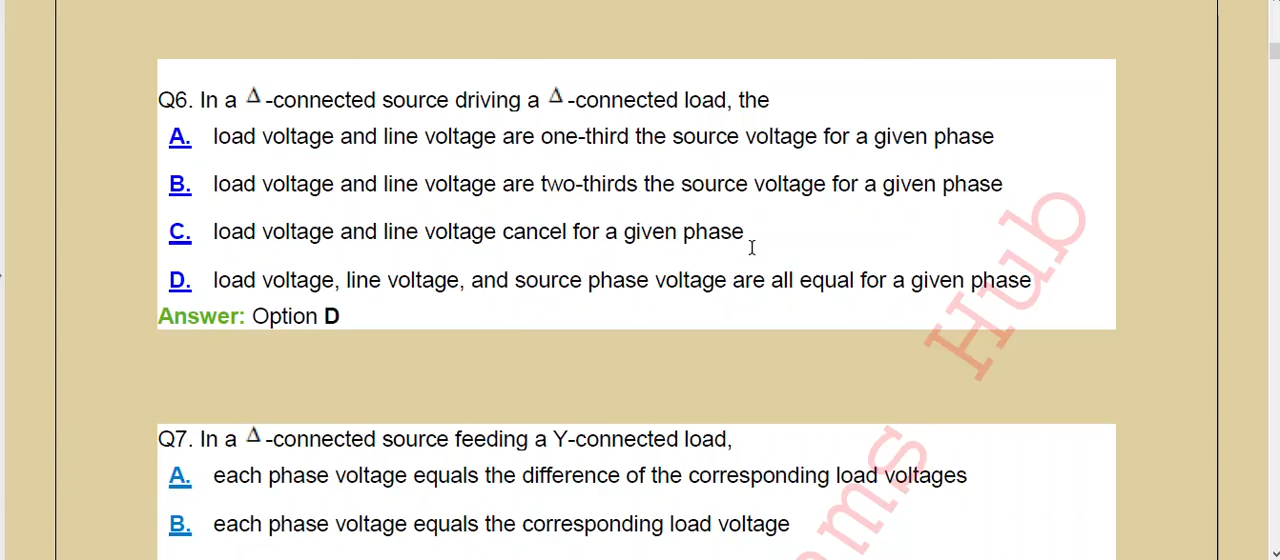 Q6. In a Δ-connected source driving a Δ-connected load, the
A. load voltage and line voltage are one-third the source voltage for a given phase
B. load voltage and line voltage are two-thirds the source voltage for a given phase
C. load voltage and line voltage cancel for a given phase
D. load voltage, line voltage, and source phase voltage are all equal for a given phase
Answer: Option D
Hub
Q7. In a Δ-connected source feeding a Y-connected load,
A. each phase voltage equals the difference of the corresponding load voltages
B. each phase voltage equals the corresponding load voltage
ms